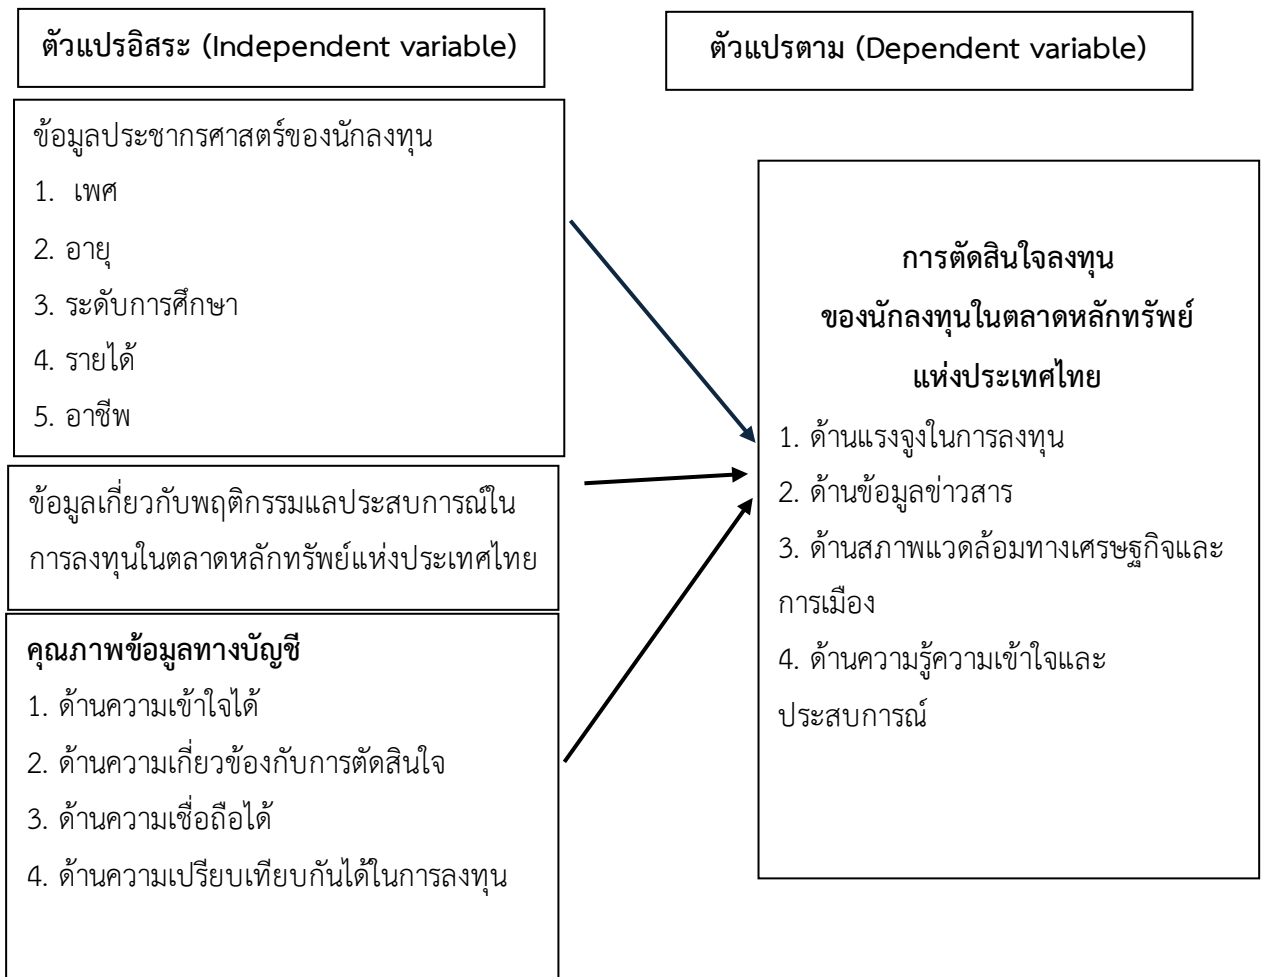 ตัวแปรอิสระ (Independent variable)
ตัวแปรตาม (Dependent variable)
ข้อมูลประชากรศาสตร์ของนักลงทุน
1. เพศ
2. อายุ
3. ระดับการศึกษา
4. รายได้
5. อาชีพ
ข้อมูลเกี่ยวกับพฤติกรรมแลประสบการณ์ใน
การลงทุนในตลาดหลักทรัพย์แห่งประเทศไทย
คุณภาพข้อมูลทางบัญชี
1. ด้านความเข้าใจได้
2. ด้านความเกี่ยวข้องกับการตัดสินใจ
3. ด้านความเชื่อถือได้
4. ด้านความเปรียบเทียบกันได้ในการลงทุน
การตัดสินใจลงทุน
ของนักลงทุนในตลาดหลักทรัพย์
แห่งประเทศไทย
1. ด้านแรงจูงในการลงทุน
2. ด้านข้อมูลข่าวสาร
3. ด้านสภาพแวดล้อมทางเศรษฐกิจและ
การเมือง
4. ด้านความรู้ความเข้าใจและ
ประสบการณ์